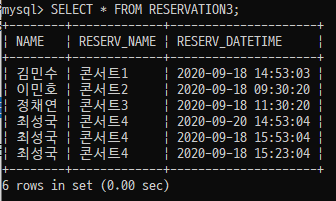 mysql> SELECT * FROM RESERVATION3;
+--------+-------------+---------------------+
| NAME | RESERV_NAME | RESERV_DATETIME |
+--------+-------------+---------------------+
| 김민수 | 콘서트1 | 2020-09-18 14:53:03 |
| 이민호 | 콘서트2 | 2020-09-18 09:30:20 |
| 정채연 | 콘서트3 | 2020-09-18 11:30:20 |
| 최성국 | 콘서트4 | 2020-09-20 14:53:04 |
| 최성국 | 콘서트4 | 2020-09-18 15:53:04 |
| 최성국 | 콘서트4 | 2020-09-18 15:23:04 |
+--------+-------------+---------------------+
6 rows in set (0.00 sec)